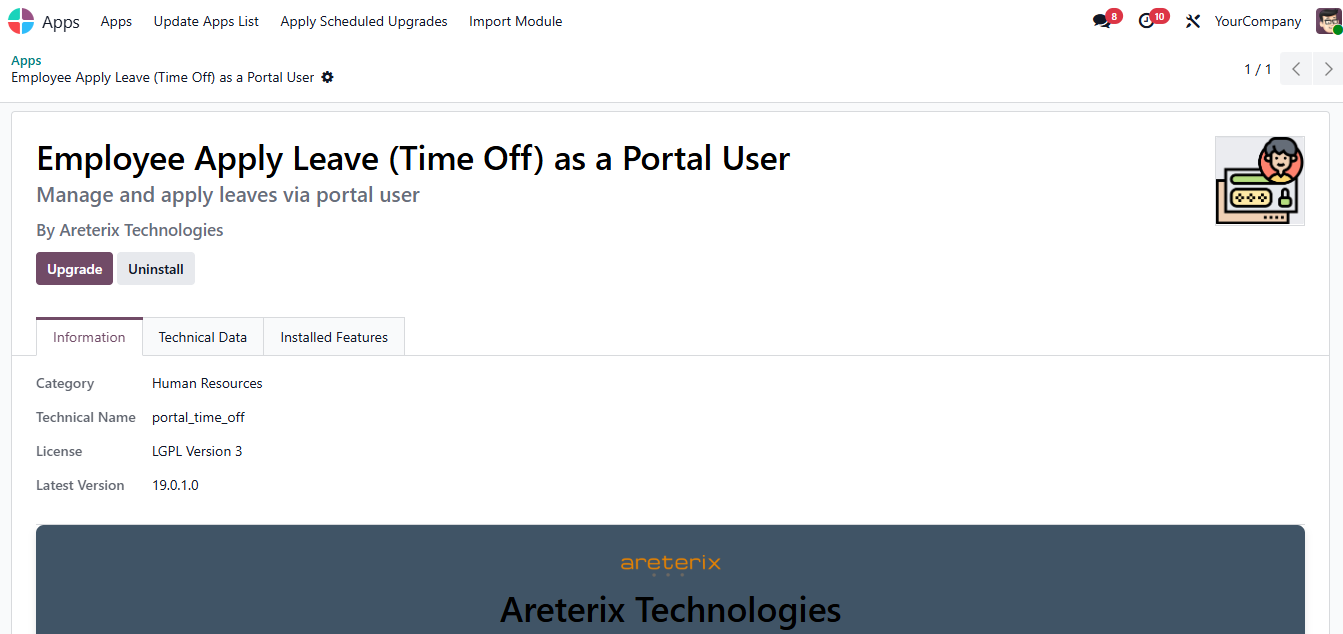 Apps Apps Update Apps List Apply Scheduled Upgrades Import Module 8 10 YourCompany
Apps
Employee Apply Leave (Time Off) as a Portal User 1 / 1
Employee Apply Leave (Time Off) as a Portal User
Manage and apply leaves via portal user
By Areterix Technologies
Upgrade Uninstall
Information Technical Data Installed Features
Category Human Resources
Technical Name portal_time_off
License LGPL Version 3
Latest Version 19.0.1.0
areterix
Areterix Technologies